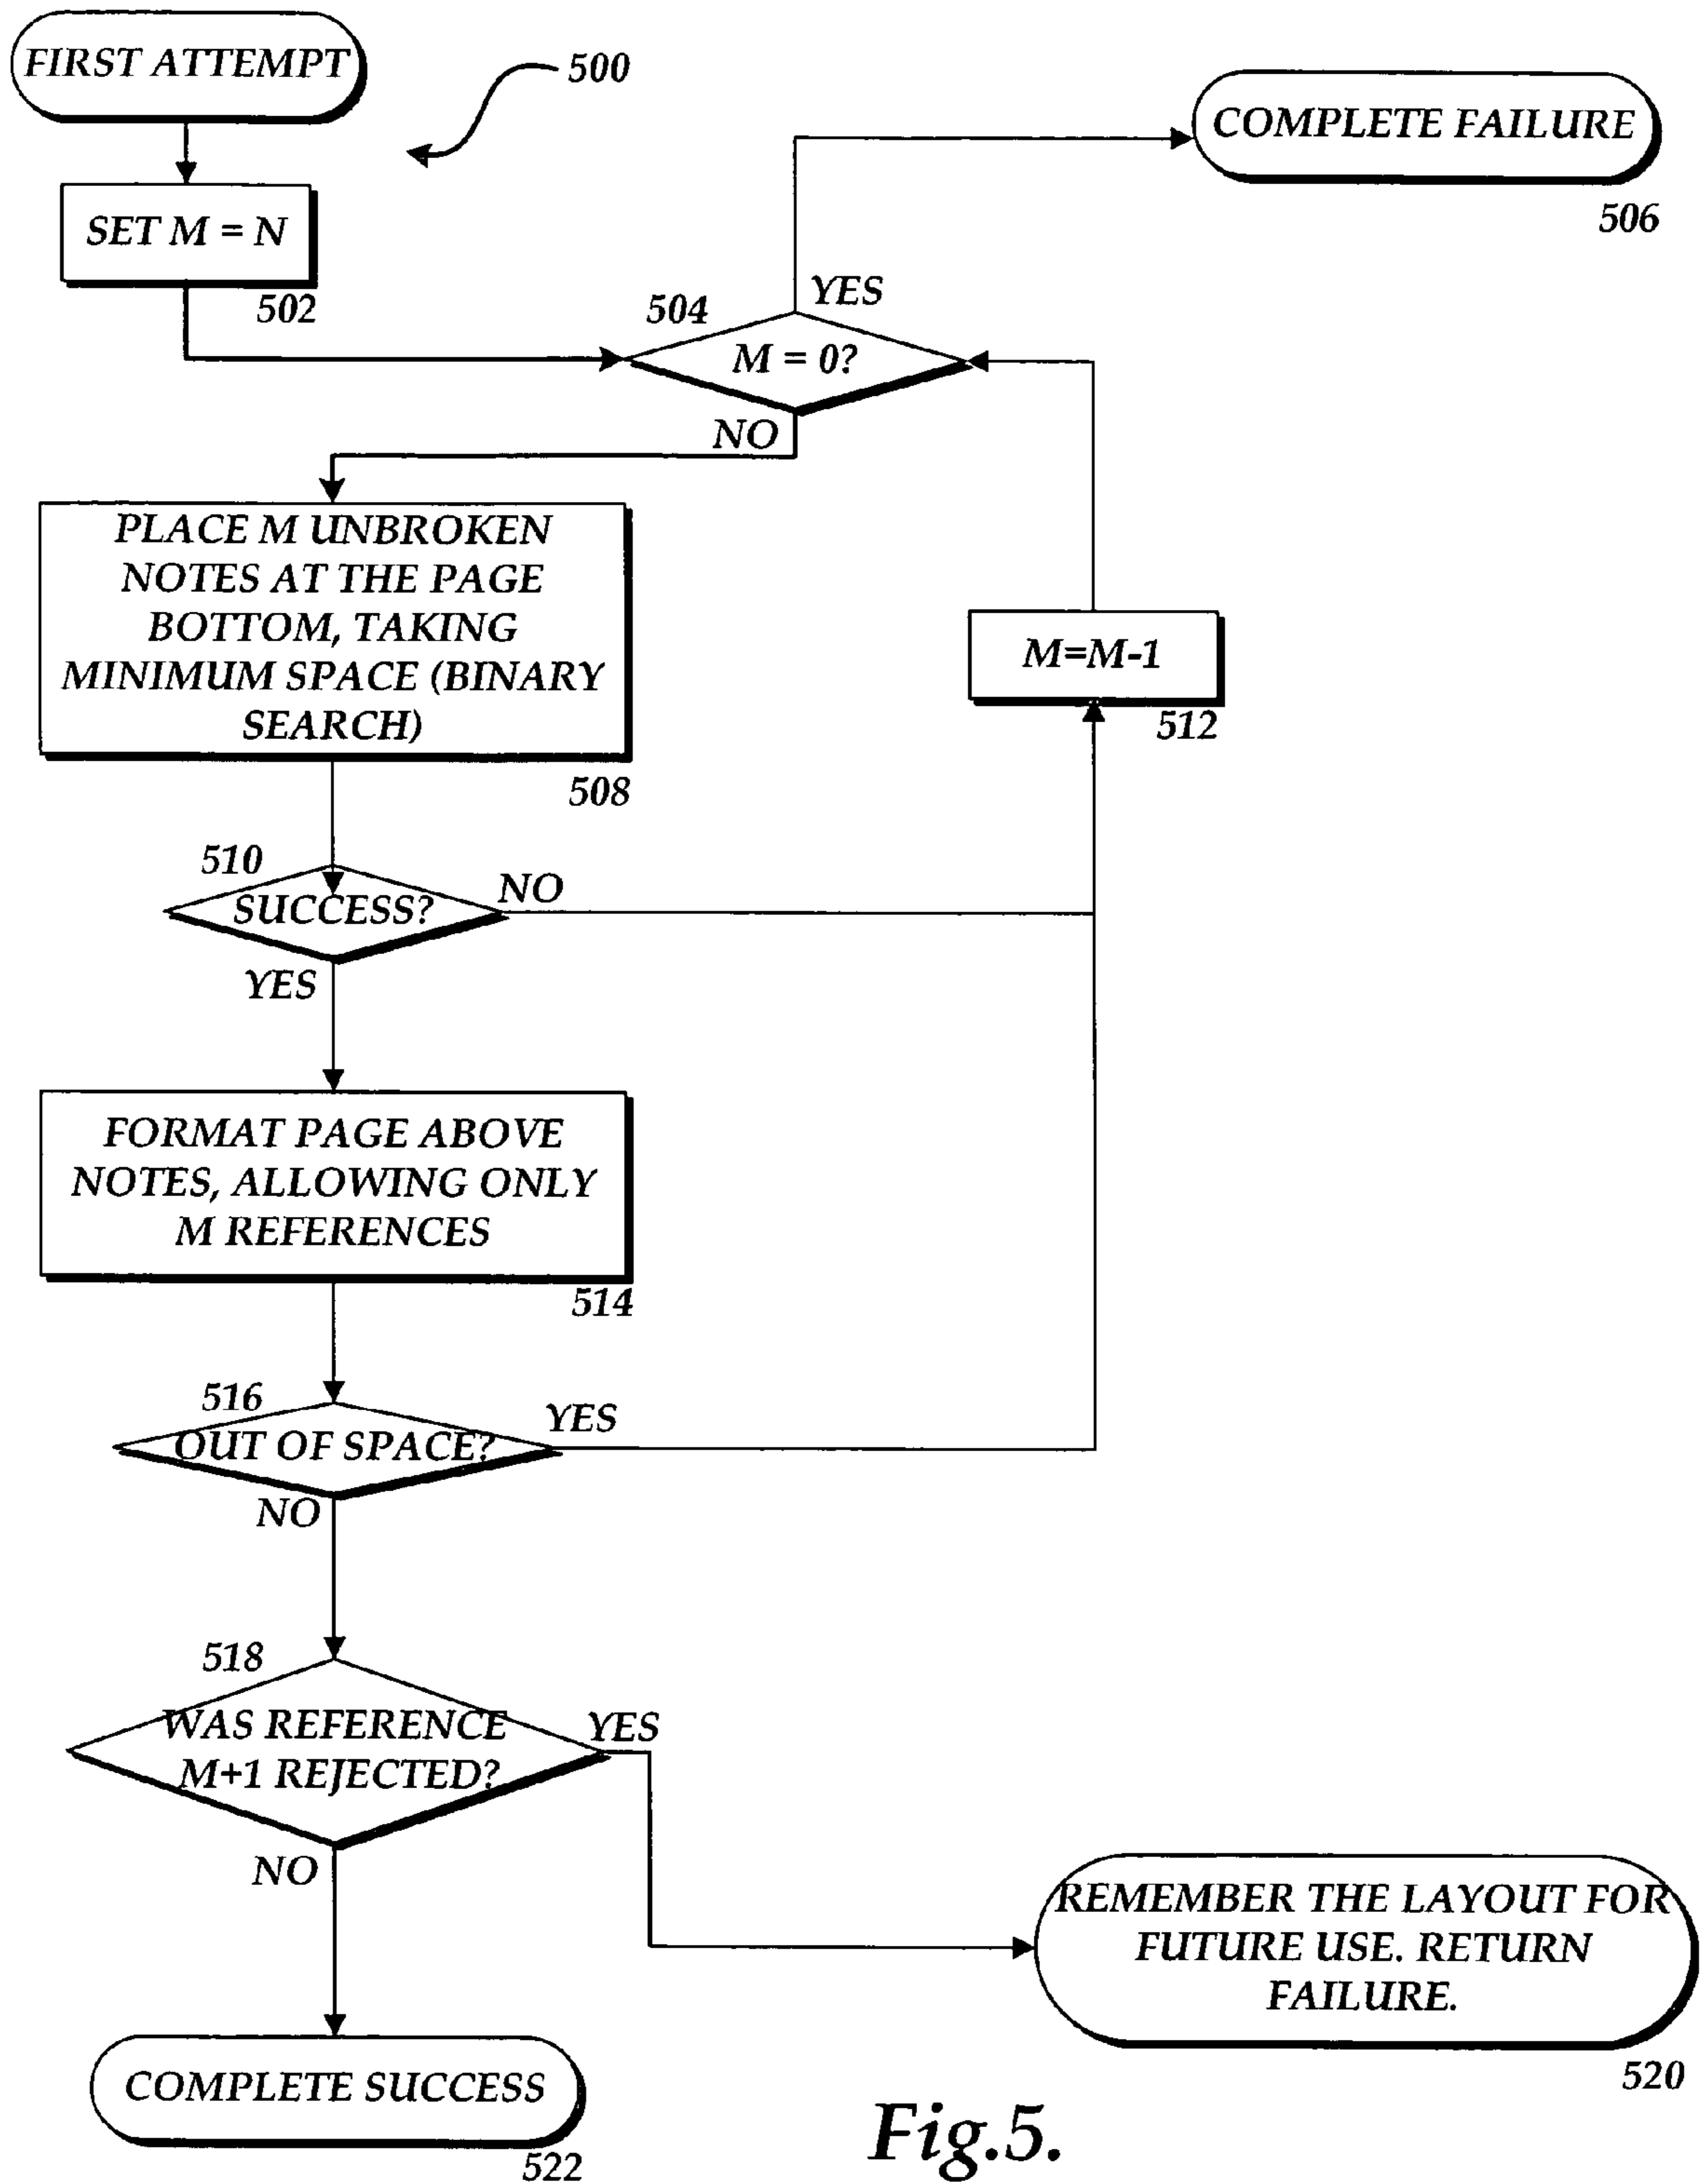 FIRST ATTEMPT
500
COMPLETE FAILURE
506
SET M = N
502
504
YES
M = 0?
NO
PLACE M UNBROKEN
NOTES AT THE PAGE
BOTTOM, TAKING
MINIMUM SPACE (BINARY
SEARCH)
508
M=M-1
512
510
SUCCESS?
NO
YES
FORMAT PAGE ABOVE
NOTES, ALLOWING ONLY
M REFERENCES
514
516
OUT OF SPACE?
YES
NO
518
WAS REFERENCE
M+1 REJECTED?
YES
NO
REMEMBER THE LAYOUT FOR
FUTURE USE. RETURN
FAILURE.
520
COMPLETE SUCCESS
522
Fig.5.